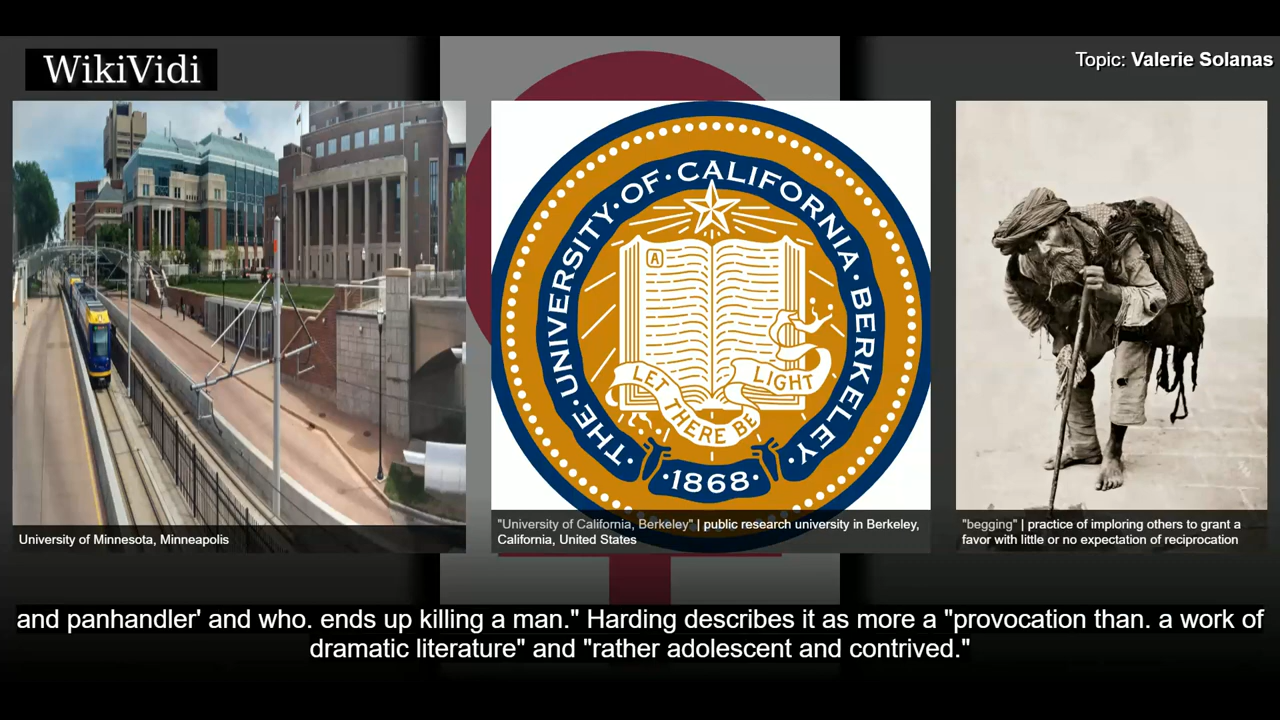 WikiVidi
Topic: Valerie Solanas
University of Minnesota, Minneapolis
THE·UNIVERSITY·OF·CALIFORNIA·BERKELEY
A
LET THERE BE LIGHT
·1868·
"University of California, Berkeley" | public research university in Berkeley,
California, United States
"begging" | practice of imploring others to grant a
favor with little or no expectation of reciprocation
and panhandler' and who. ends up killing a man." Harding describes it as more a "provocation than. a work of
dramatic literature" and "rather adolescent and contrived."